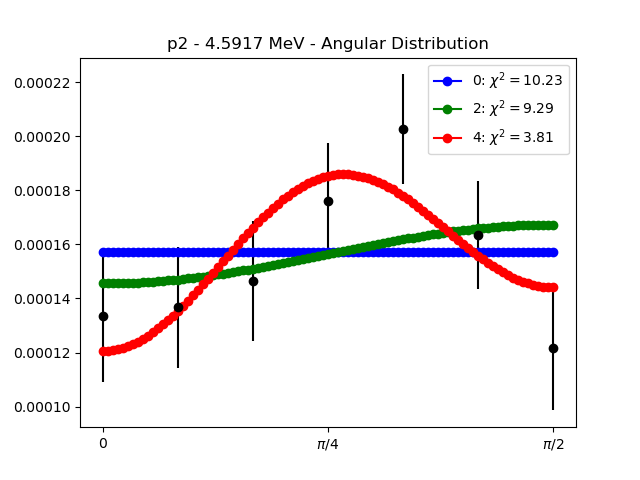 p2 - 4.5917 MeV - Angular Distribution
0: χ² = 10.23
2: χ² = 9.29
4: χ² = 3.81
0.00022
0.00020
0.00018
0.00016
0.00014
0.00012
0.00010
0 π/4 π/2